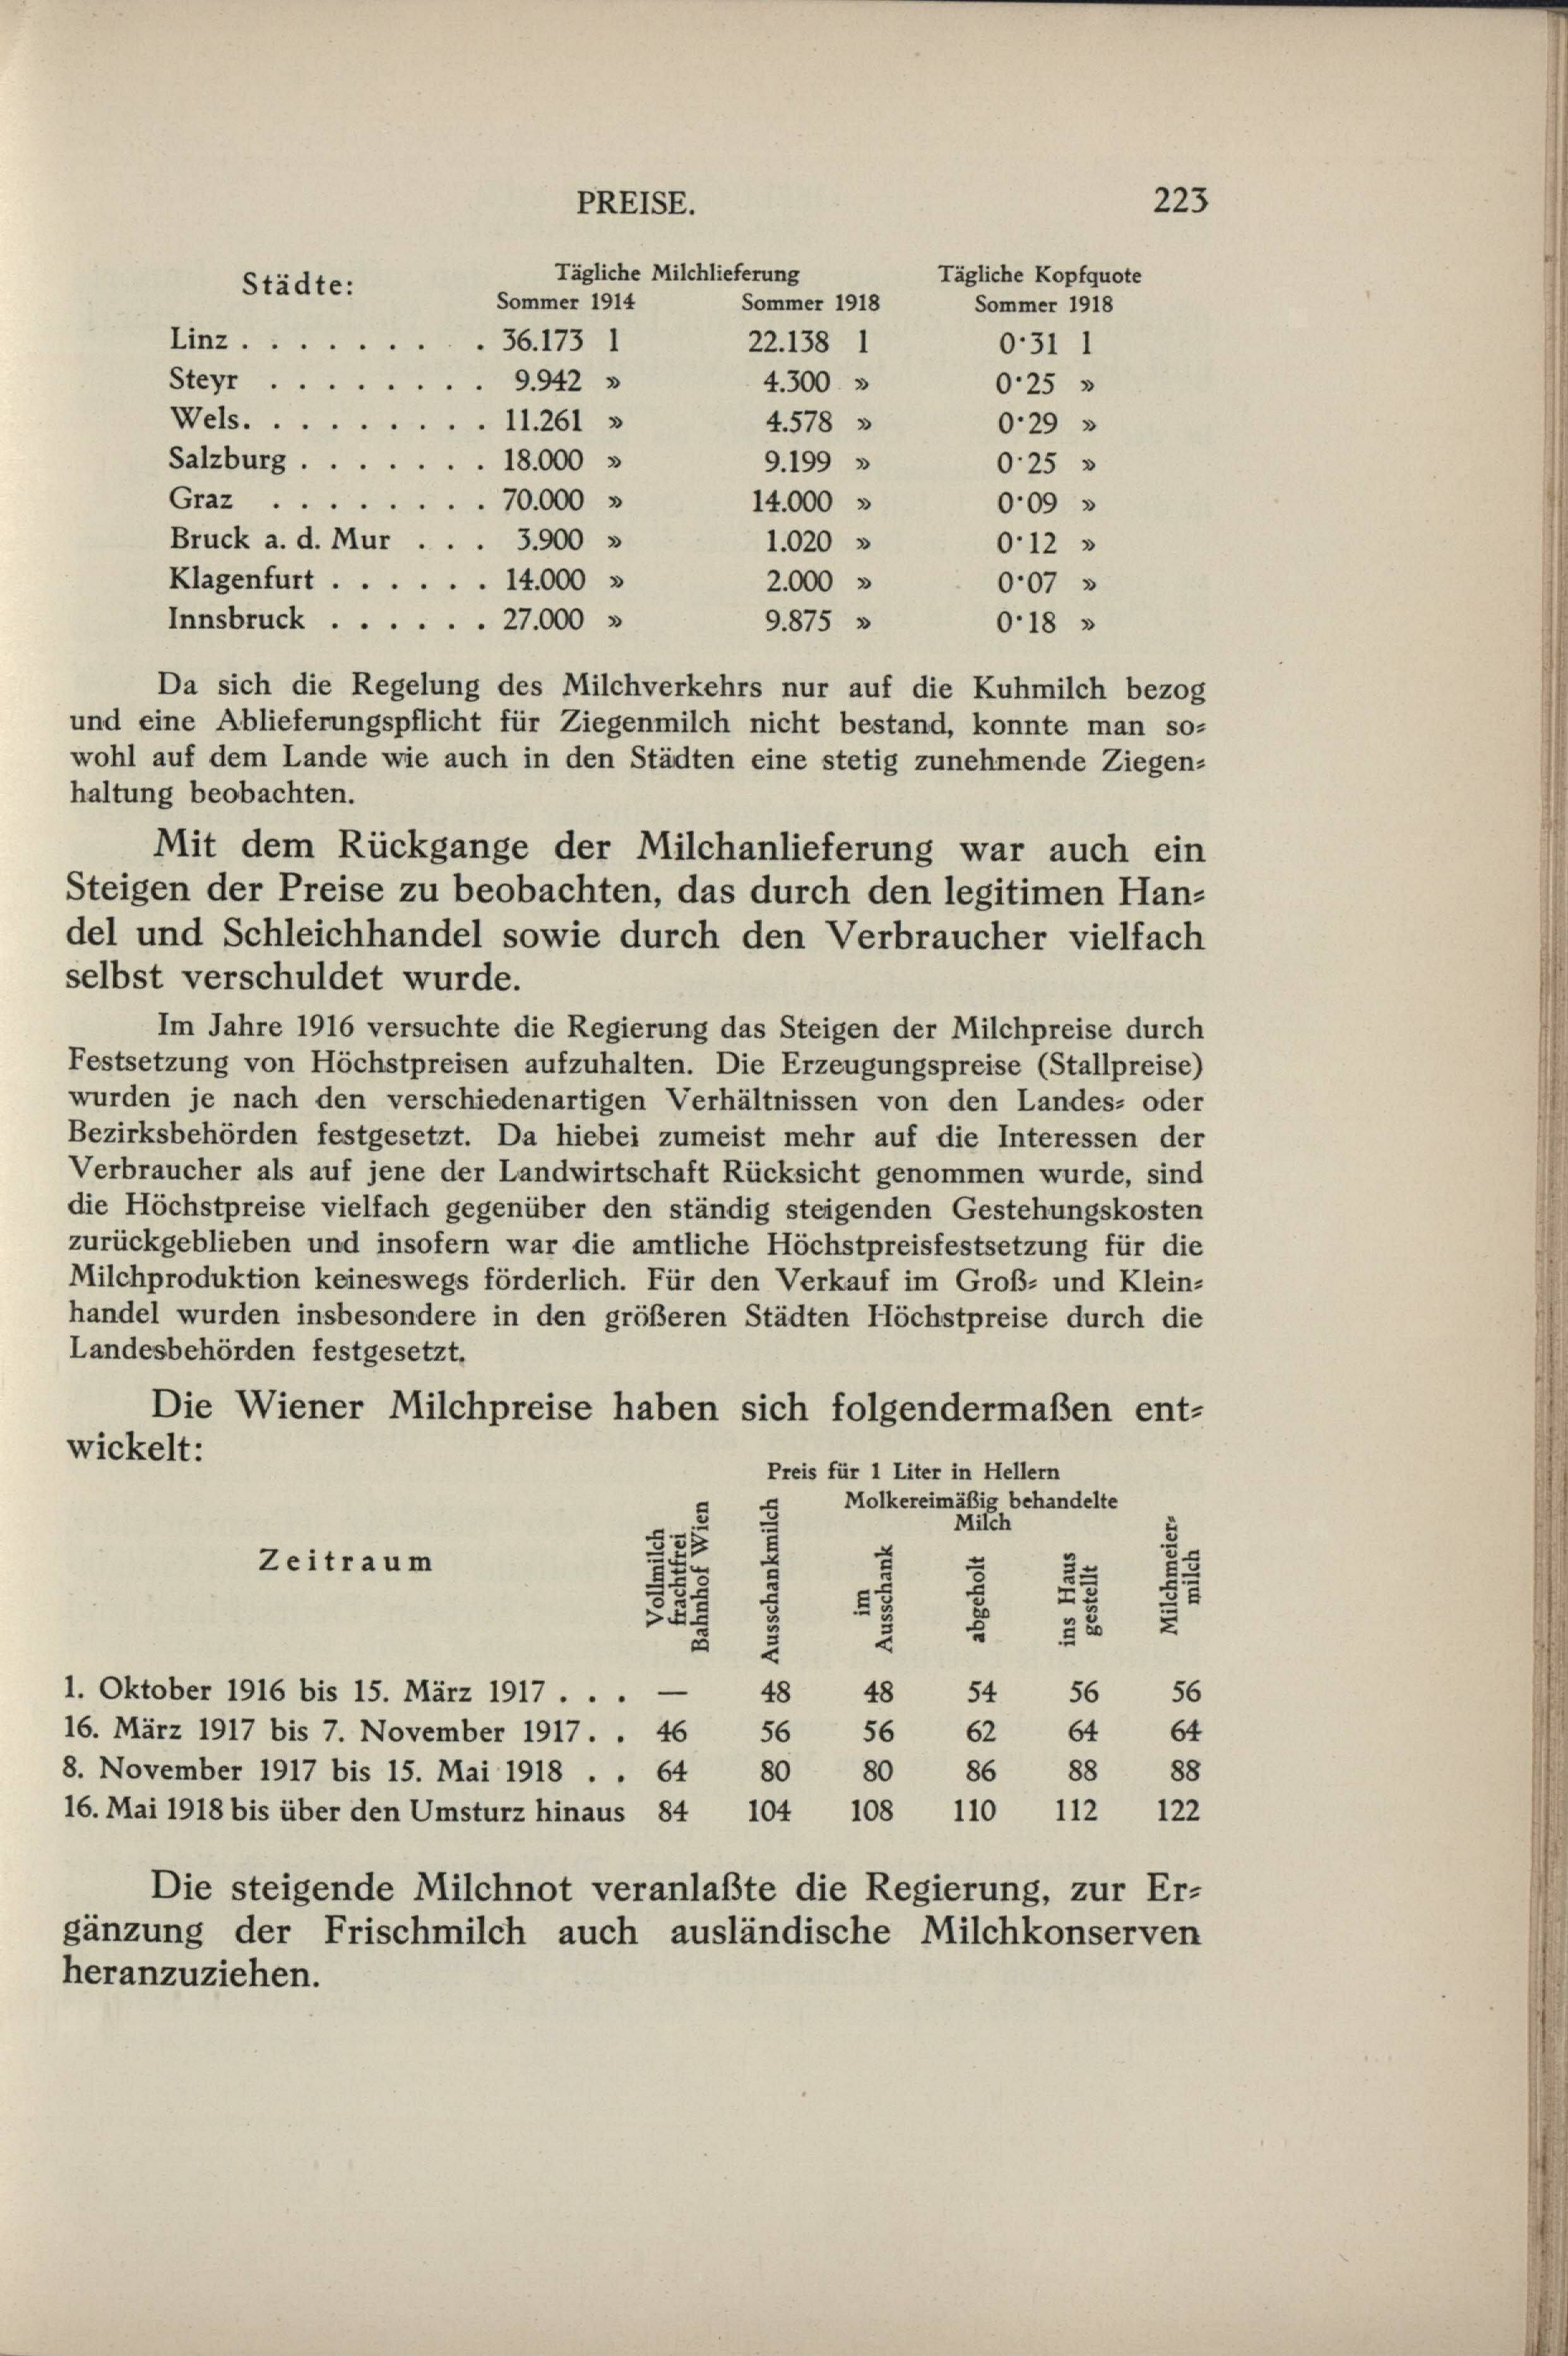 PREISE. 223
Städte: Tägliche Milchlieferung Tägliche Kopfquote
Sommer 1914 Sommer 1918 Sommer 1918
Linz . . . . . . . . . 36.173 l 22.138 l 0·31 l
Steyr . . . . . . . . 9.942 » 4.300 » 0·25 »
Wels. . . . . . . . . 11.261 » 4.578 » 0·29 »
Salzburg . . . . . . . 18.000 » 9.199 » 0·25 »
Graz . . . . . . . . 70.000 » 14.000 » 0·09 »
Bruck a. d. Mur . . . 3.900 » 1.020 » 0·12 »
Klagenfurt . . . . . . 14.000 » 2.000 » 0·07 »
Innsbruck . . . . . . 27.000 » 9.875 » 0·18 »
Da sich die Regelung des Milchverkehrs nur auf die Kuhmilch bezog
und eine Ablieferungspflicht für Ziegenmilch nicht bestand, konnte man so-
wohl auf dem Lande wie auch in den Städten eine stetig zunehmende Ziegen-
haltung beobachten.
Mit dem Rückgange der Milchanlieferung war auch ein
Steigen der Preise zu beobachten, das durch den legitimen Han-
del und Schleichhandel sowie durch den Verbraucher vielfach
selbst verschuldet wurde.
Im Jahre 1916 versuchte die Regierung das Steigen der Milchpreise durch
Festsetzung von Höchstpreisen aufzuhalten. Die Erzeugungspreise (Stallpreise)
wurden je nach den verschiedenartigen Verhältnissen von den Landes- oder
Bezirksbehörden festgesetzt. Da hiebei zumeist mehr auf die Interessen der
Verbraucher als auf jene der Landwirtschaft Rücksicht genommen wurde, sind
die Höchstpreise vielfach gegenüber den ständig steigenden Gestehungskosten
zurückgeblieben und insofern war die amtliche Höchstpreisfestsetzung für die
Milchproduktion keineswegs förderlich. Für den Verkauf im Groß- und Klein-
handel wurden insbesondere in den größeren Städten Höchstpreise durch die
Landesbehörden festgesetzt.
Die Wiener Milchpreise haben sich folgendermaßen ent-
wickelt:
Preis für 1 Liter in Hellern
Molkereimäßig behandelte
Milch
Zeitraum
Vollmilch
frachtfrei
Bahnhof Wien
Ausschankmilch
im
Ausschank
abgeholt
ins Haus
gestellt
Milchmeier-
milch
1. Oktober 1916 bis 15. März 1917 . . . — 48 48 54 56 56
16. März 1917 bis 7. November 1917. . 46 56 56 62 64 64
8. November 1917 bis 15. Mai 1918 . . 64 80 80 86 88 88
16. Mai 1918 bis über den Umsturz hinaus 84 104 108 110 112 122
Die steigende Milchnot veranlaßte die Regierung, zur Er-
gänzung der Frischmilch auch ausländische Milchkonserven
heranzuziehen.